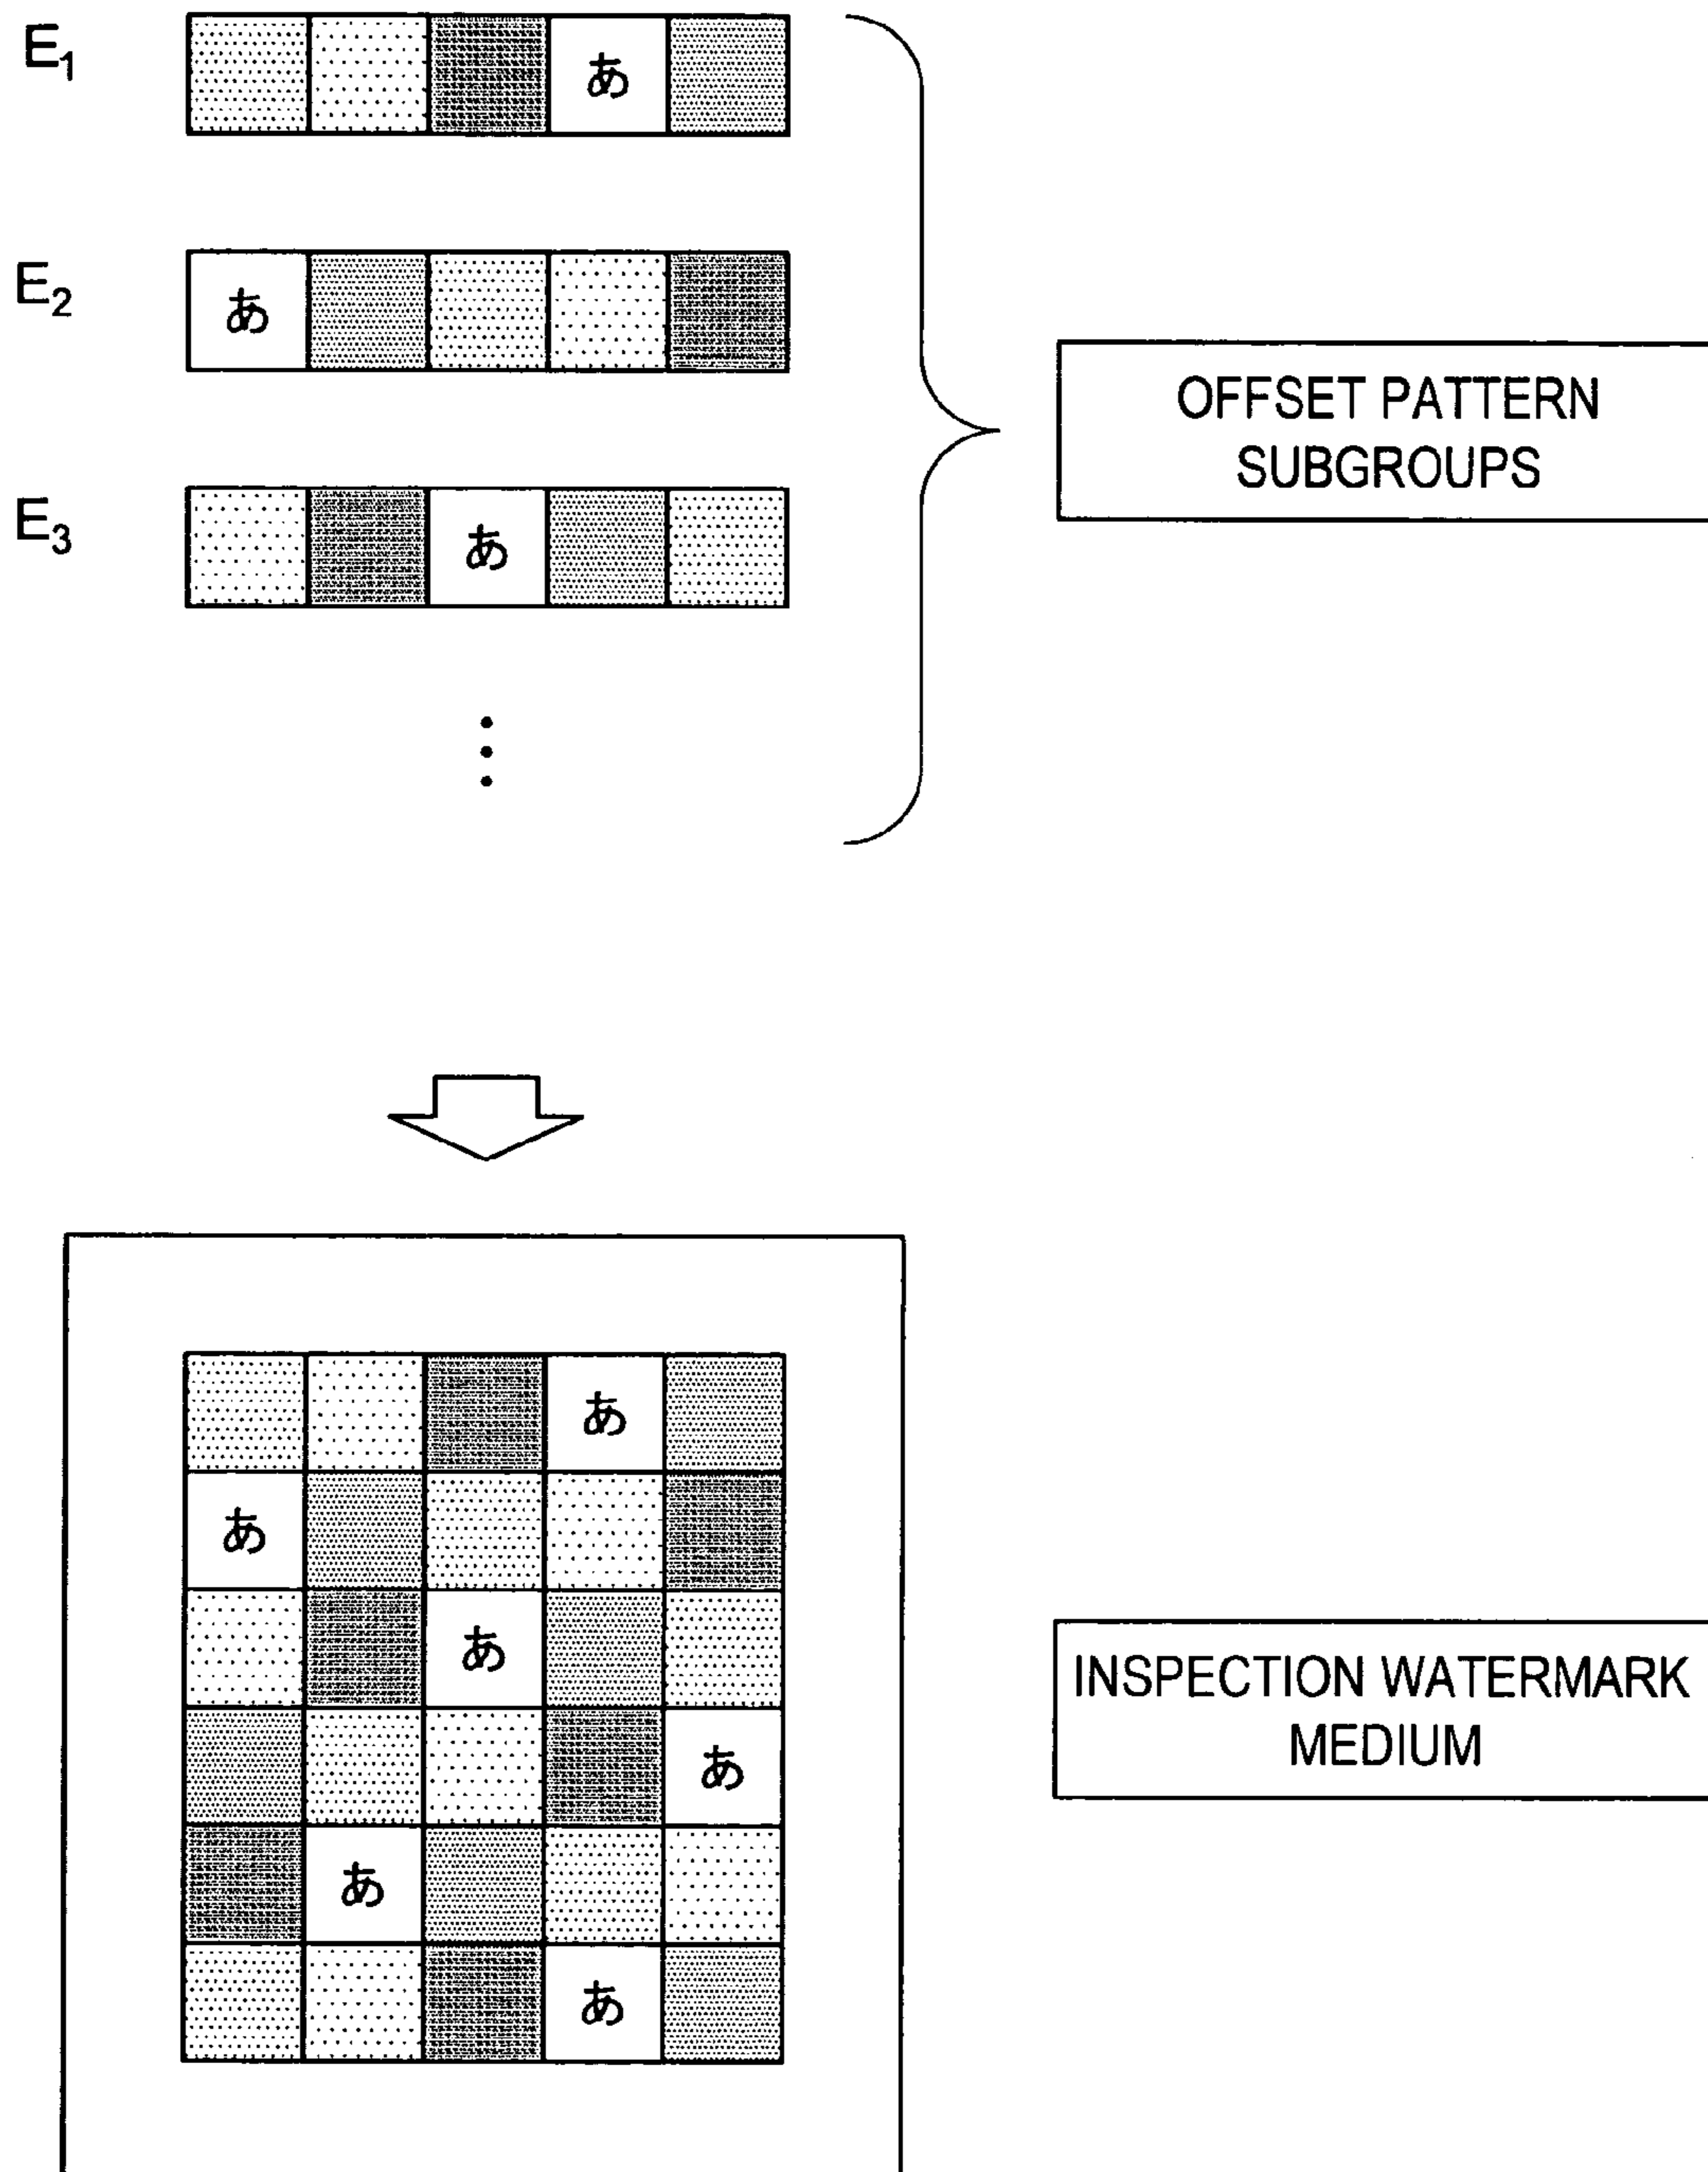 E1
あ
E2
あ
E3
あ
OFFSET PATTERN
SUBGROUPS
あ
あ
あ
あ
あ
あ
INSPECTION WATERMARK
MEDIUM